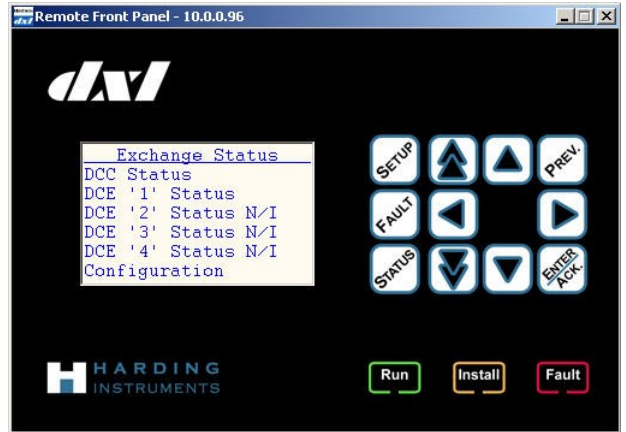 Remote Front Panel - 10.0.0.96
dxl
Exchange Status
DCC Status
DCE '1' Status
DCE '2' Status N/I
DCE '3' Status N/I
DCE '4' Status N/I
Configuration
SETUP
PREV.
FAULT
STATUS
ENTER
ACK.
HARDING
INSTRUMENTS
Run
Install
Fault